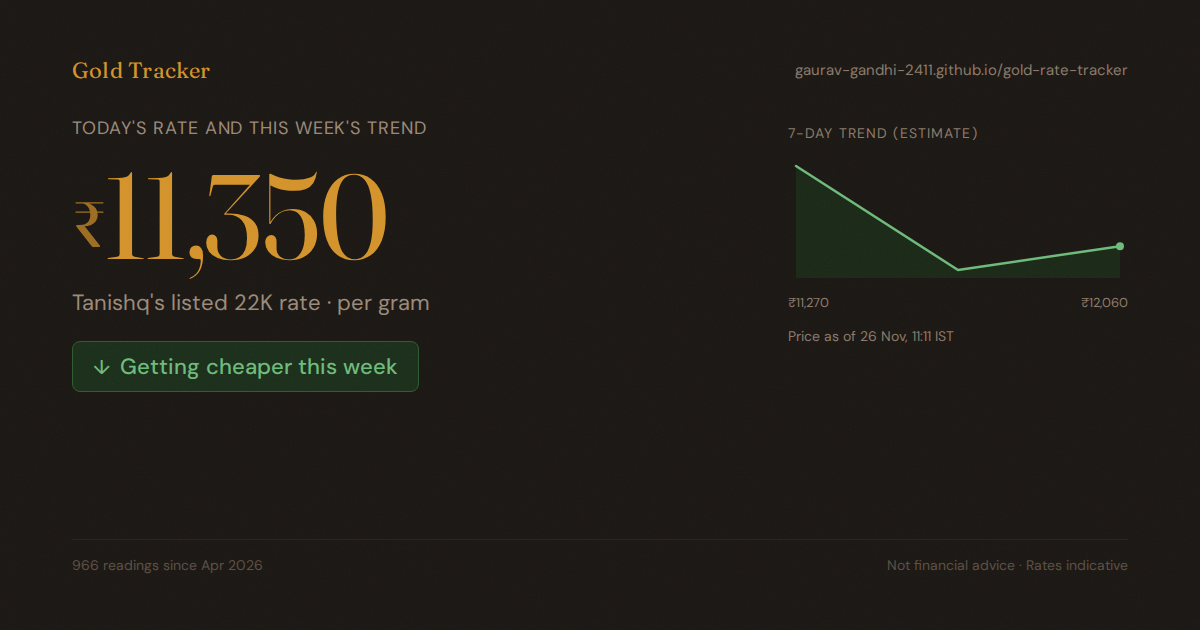 Gold Tracker
gaurav-gandhi-2411.github.io/gold-rate-tracker
TODAY'S RATE AND THIS WEEK'S TREND
₹11,350
Tanishq's listed 22K rate · per gram
↓ Getting cheaper this week
7-DAY TREND (ESTIMATE)
₹11,270 ₹12,060
Price as of 26 Nov, 11:11 IST
966 readings since Apr 2026
Not financial advice · Rates indicative